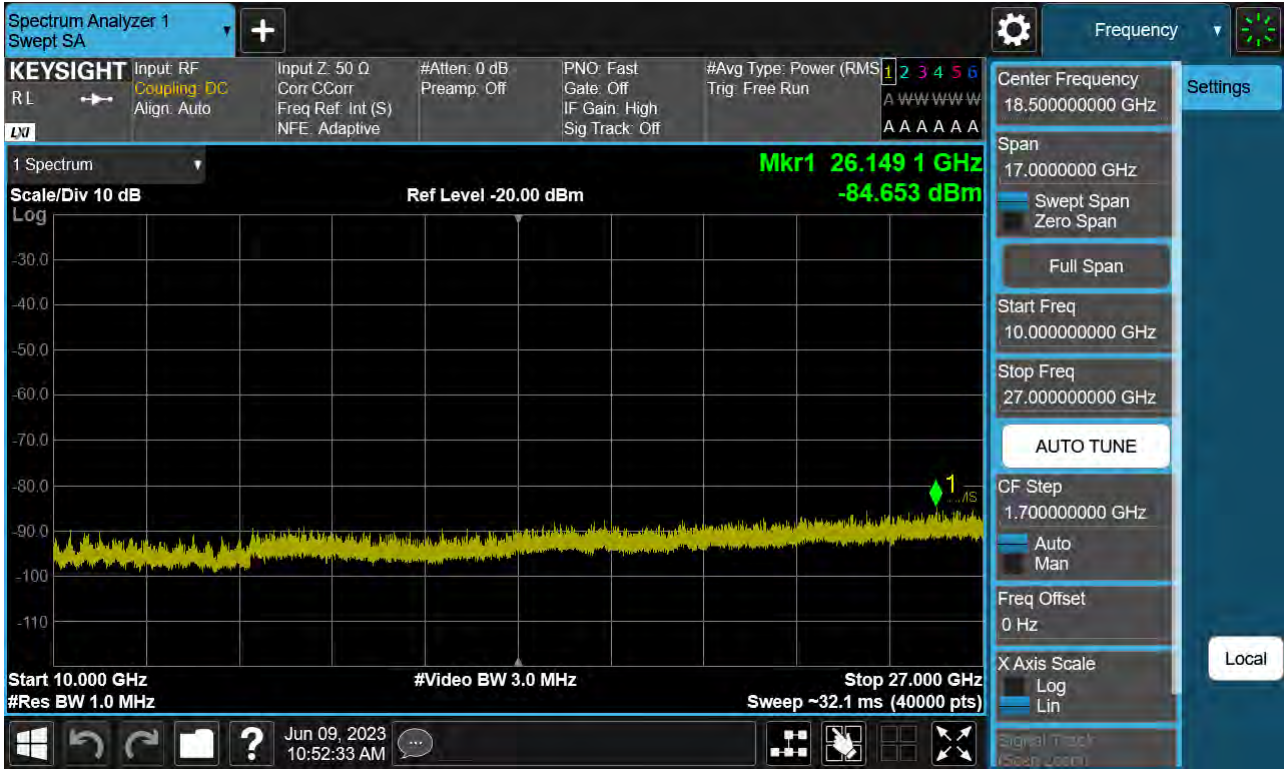 Spectrum Analyzer 1
Swept SA
+
Frequency
KEYSIGHT
RL
LXI
Input: RF
Coupling: DC
Align: Auto
Input Z: 50 Ω
Corr CCorr
Freq Ref: Int (S)
NFE: Adaptive
#Atten: 0 dB
Preamp: Off
PNO: Fast
Gate: Off
IF Gain: High
Sig Track: Off
#Avg Type: Power (RMS
Trig: Free Run
1 2 3 4 5 6
A W W W W W
A A A A A A
1 Spectrum
Mkr1 26.149 1 GHz
Scale/Div 10 dB
Ref Level -20.00 dBm
-84.653 dBm
Log
-30.0
-40.0
-50.0
-60.0
-70.0
-80.0
-90.0
-100
-110
1
Start 10.000 GHz
#Video BW 3.0 MHz
Stop 27.000 GHz
#Res BW 1.0 MHz
Sweep ~32.1 ms (40000 pts)
Center Frequency
18.500000000 GHz
Span
17.0000000 GHz
Swept Span
Zero Span
Full Span
Start Freq
10.000000000 GHz
Stop Freq
27.000000000 GHz
AUTO TUNE
CF Step
1.700000000 GHz
Auto
Man
Freq Offset
0 Hz
X Axis Scale
Log
Lin
Signal Track
(Span Zoom)
Settings
Local
?
Jun 09, 2023
10:52:33 AM